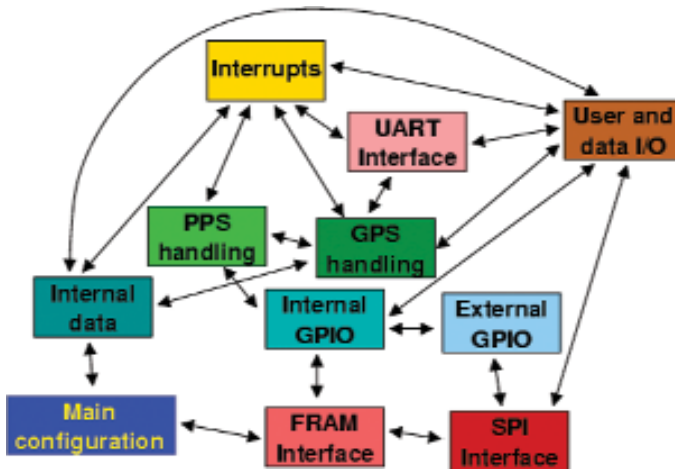 Interrupts
UART
Interface
User and
data I/O
PPS
handling
GPS
handling
Internal
data
Internal
GPIO
External
GPIO
Main
configuration
FRAM
Interface
SPI
Interface